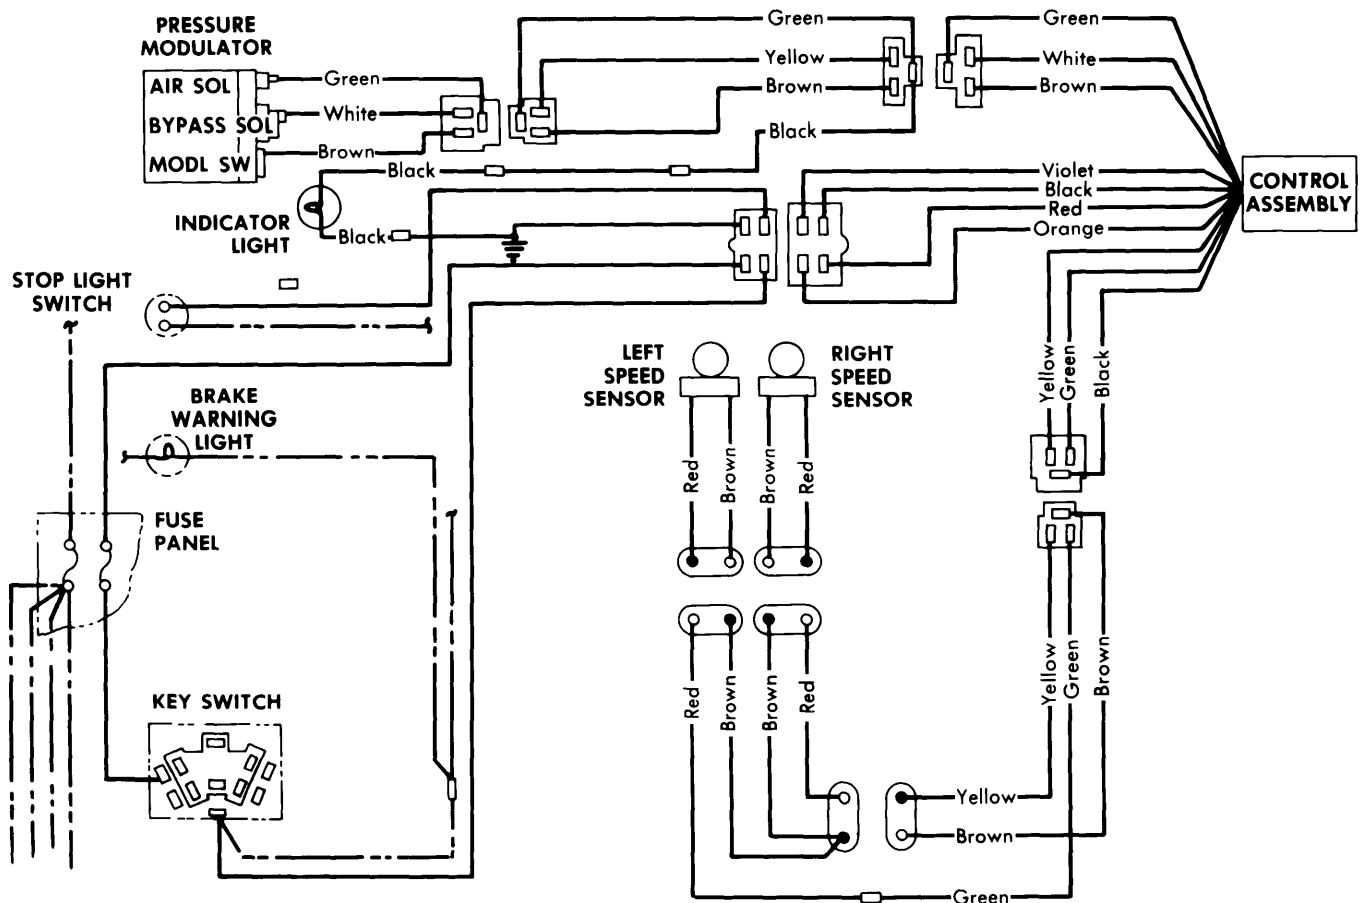 PRESSURE
MODULATOR
AIR SOL
BYPASS SOL
MODL SW
Green
White
Brown
Green
Yellow
Brown
Black
Green
White
Brown
Black
INDICATOR
LIGHT
Black
Violet
Black
Red
Orange
CONTROL
ASSEMBLY
STOP LIGHT
SWITCH
LEFT
SPEED
SENSOR
RIGHT
SPEED
SENSOR
Yellow
Green
Black
BRAKE
WARNING
LIGHT
Red
Brown
Brown
Red
FUSE
PANEL
Red
Brown
Brown
Red
Yellow
Green
Brown
KEY SWITCH
Yellow
Brown
Green